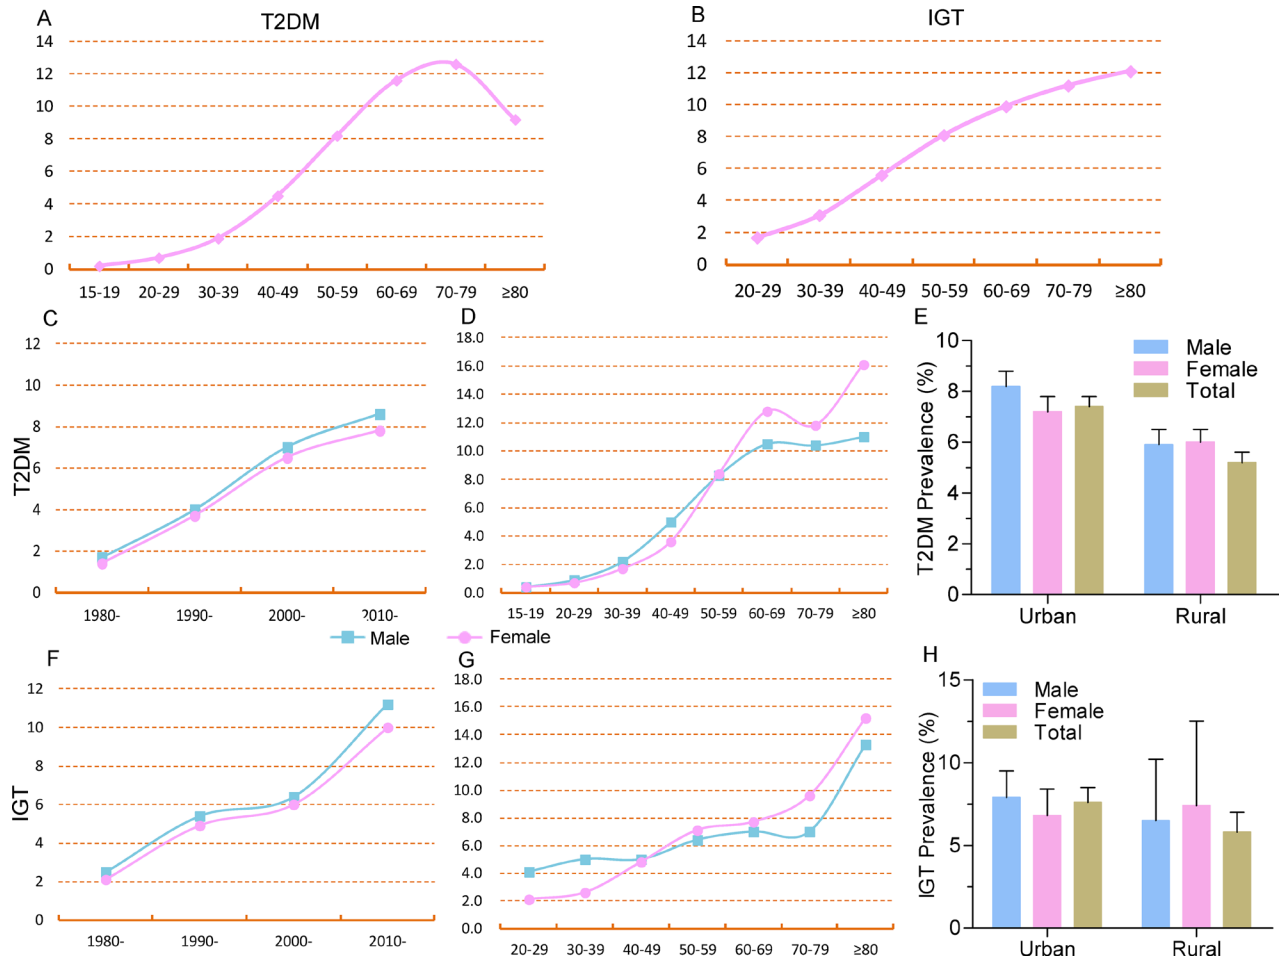 A
T2DM
14
12
10
8
6
4
2
0
15-19 20-29 30-39 40-49 50-59 60-69 70-79 ≥80
B
IGT
14
12
10
8
6
4
2
0
20-29 30-39 40-49 50-59 60-69 70-79 ≥80
C
T2DM
12
10
8
6
4
2
0
1980- 1990- 2000- 2010-
D
18.0
16.0
14.0
12.0
10.0
8.0
6.0
4.0
2.0
0.0
15-19 20-29 30-39 40-49 50-59 60-69 70-79 ≥80
Male Female
E
T2DM Prevalence (%)
10
8
6
4
2
0
Male
Female
Total
Urban Rural
F
IGT
12
10
8
6
4
2
0
1980- 1990- 2000- 2010-
G
18.0
16.0
14.0
12.0
10.0
8.0
6.0
4.0
2.0
0.0
20-29 30-39 40-49 50-59 60-69 70-79 ≥80
H
IGT Prevalence (%)
15
10
5
0
Male
Female
Total
Urban Rural